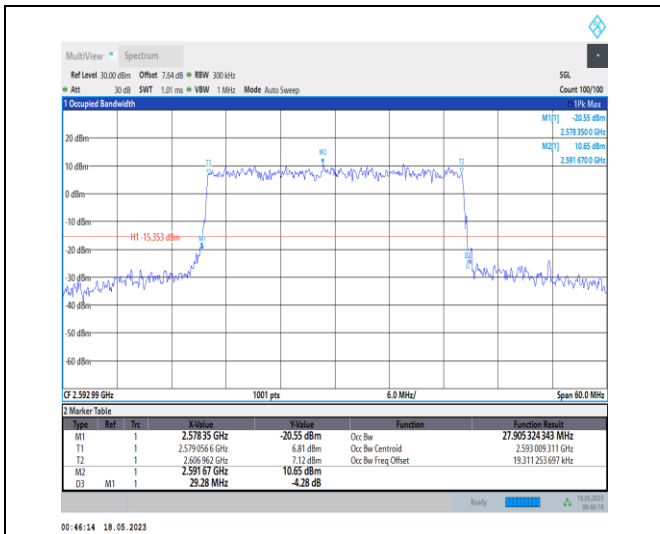 MultiView Spectrum
Ref Level 30.00 dBm Offset 7.64 dB RBW 300 kHz SGL
Att 30 dB SWT 1.01 ms VBW 1 MHz Mode Auto Sweep Count 100/100
1 Occupied Bandwidth 1Pk Max
M1[1] -20.55 dBm
2.578 350 0 GHz
20 dBm
M2[1] 10.65 dBm
2.591 670 0 GHz
M2
T1 T2
10 dBm
0 dBm
-10 dBm
H1 -15.353 dBm M1
-20 dBm
D3
-30 dBm
-40 dBm
-50 dBm
-60 dBm
CF 2.592 99 GHz 1001 pts 6.0 MHz/ Span 60.0 MHz
2 Marker Table
Type Ref Trc X-Value Y-Value Function Function Result
M1 1 2.578 35 GHz -20.55 dBm Occ Bw 27.905 324 343 MHz
T1 1 2.579 056 6 GHz 6.81 dBm Occ Bw Centroid 2.593 009 311 GHz
T2 1 2.606 962 GHz 7.12 dBm Occ Bw Freq Offset 19.311 253 697 kHz
M2 1 2.591 67 GHz 10.65 dBm
D3 M1 1 29.28 MHz -4.28 dB
Ready 18.05.2023
00:46:14
00:46:14 18.05.2023